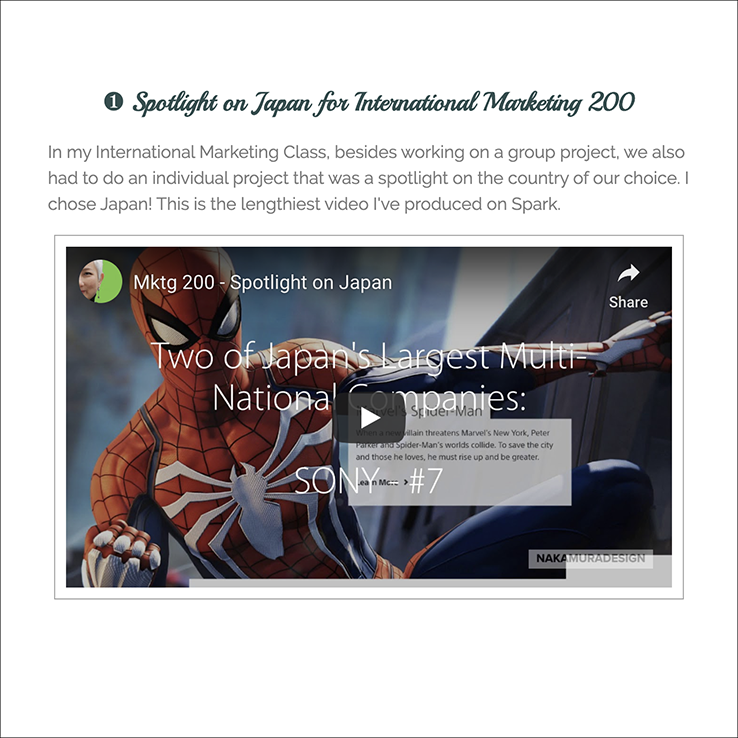 ❶ Spotlight on Japan for International Marketing 200
In my International Marketing Class, besides working on a group project, we also
had to do an individual project that was a spotlight on the country of our choice. I
chose Japan! This is the lengthiest video I've produced on Spark.
Mktg 200 - Spotlight on Japan
Share
Two of Japan's Largest Multi-
National Companies:
Spider-Man
When a new villain threatens Marvel's New York, Peter
Parker and Spider-Man's worlds collide. To save the city
and those he loves, he must rise up and be greater.
Learn More >
SONY - #7
NAKAMURADESIGN